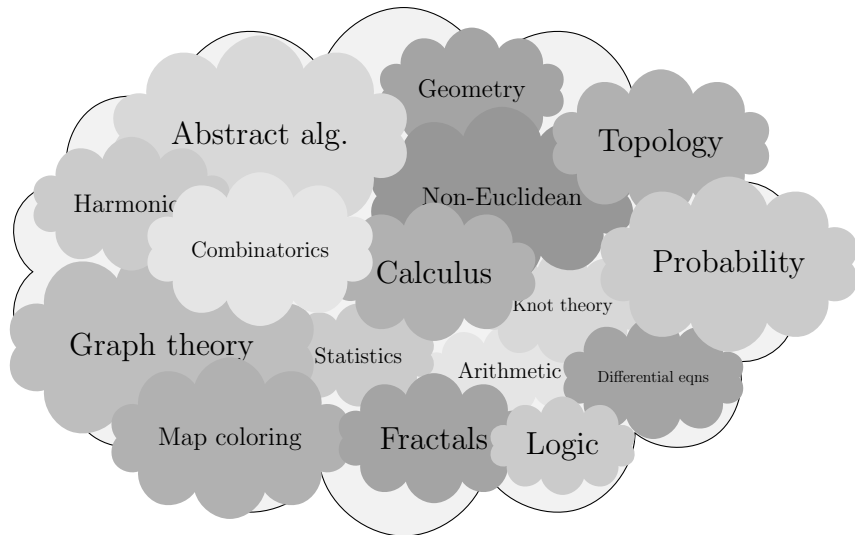 Geometry
Abstract alg.
Topology
Non-Euclidean
Harmonic
Combinatorics
Probability
Calculus
Knot theory
Graph theory
Statistics
Arithmetic
Differential eqns
Map coloring
Fractals
Logic